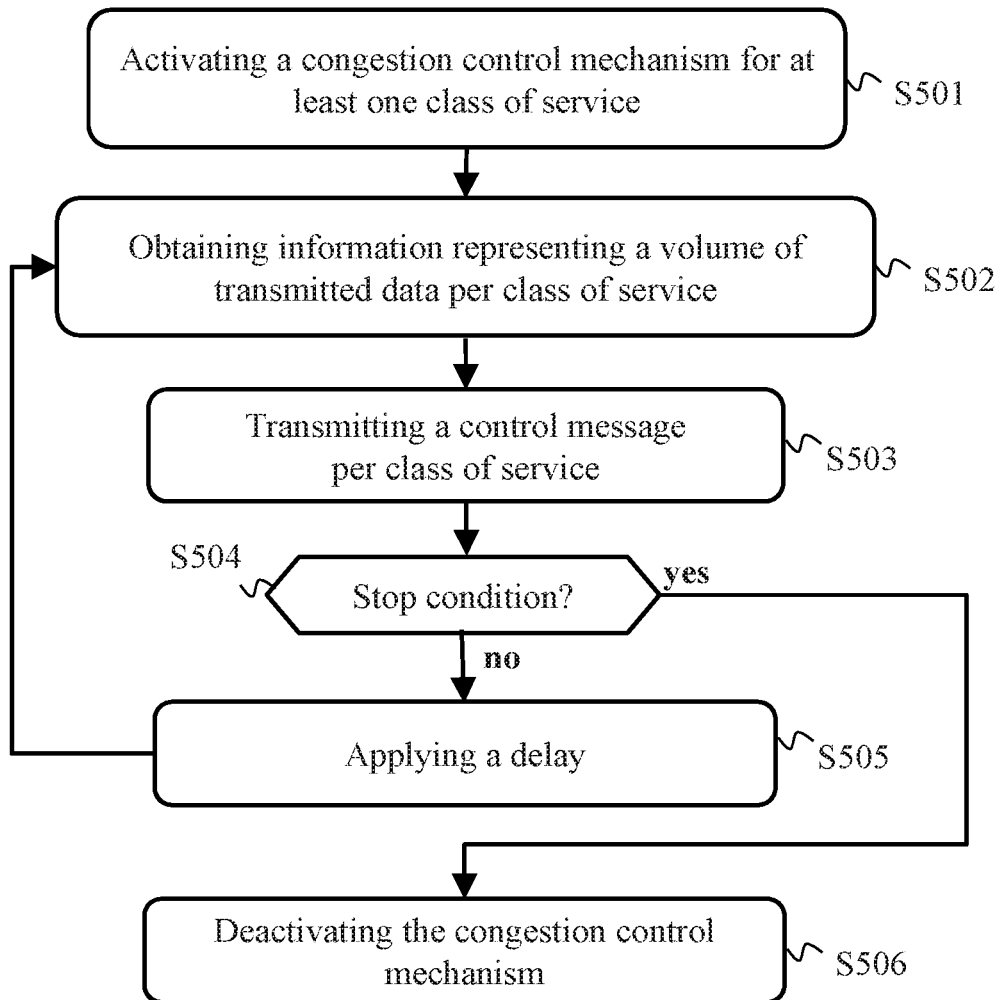 Activating a congestion control mechanism for at
least one class of service
S501
Obtaining information representing a volume of
transmitted data per class of service
S502
Transmitting a control message
per class of service
S503
S504
Stop condition?
yes
no
Applying a delay
S505
Deactivating the congestion control
mechanism
S506